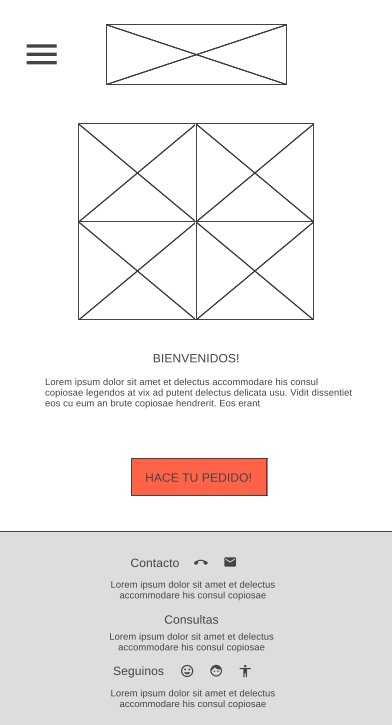 BIENVENIDOS!
Lorem ipsum dolor sit amet et delectus accommodare his consul
copiosae legendos at vix ad putent delectus delicata usu. Vidit dissentiet
eos cu eum an brute copiosae hendrerit. Eos erant
HACE TU PEDIDO!
Contacto
Lorem ipsum dolor sit amet et delectus
accommodare his consul copiosae
Consultas
Lorem ipsum dolor sit amet et delectus
accommodare his consul copiosae
Seguinos
Lorem ipsum dolor sit amet et delectus
accommodare his consul copiosae